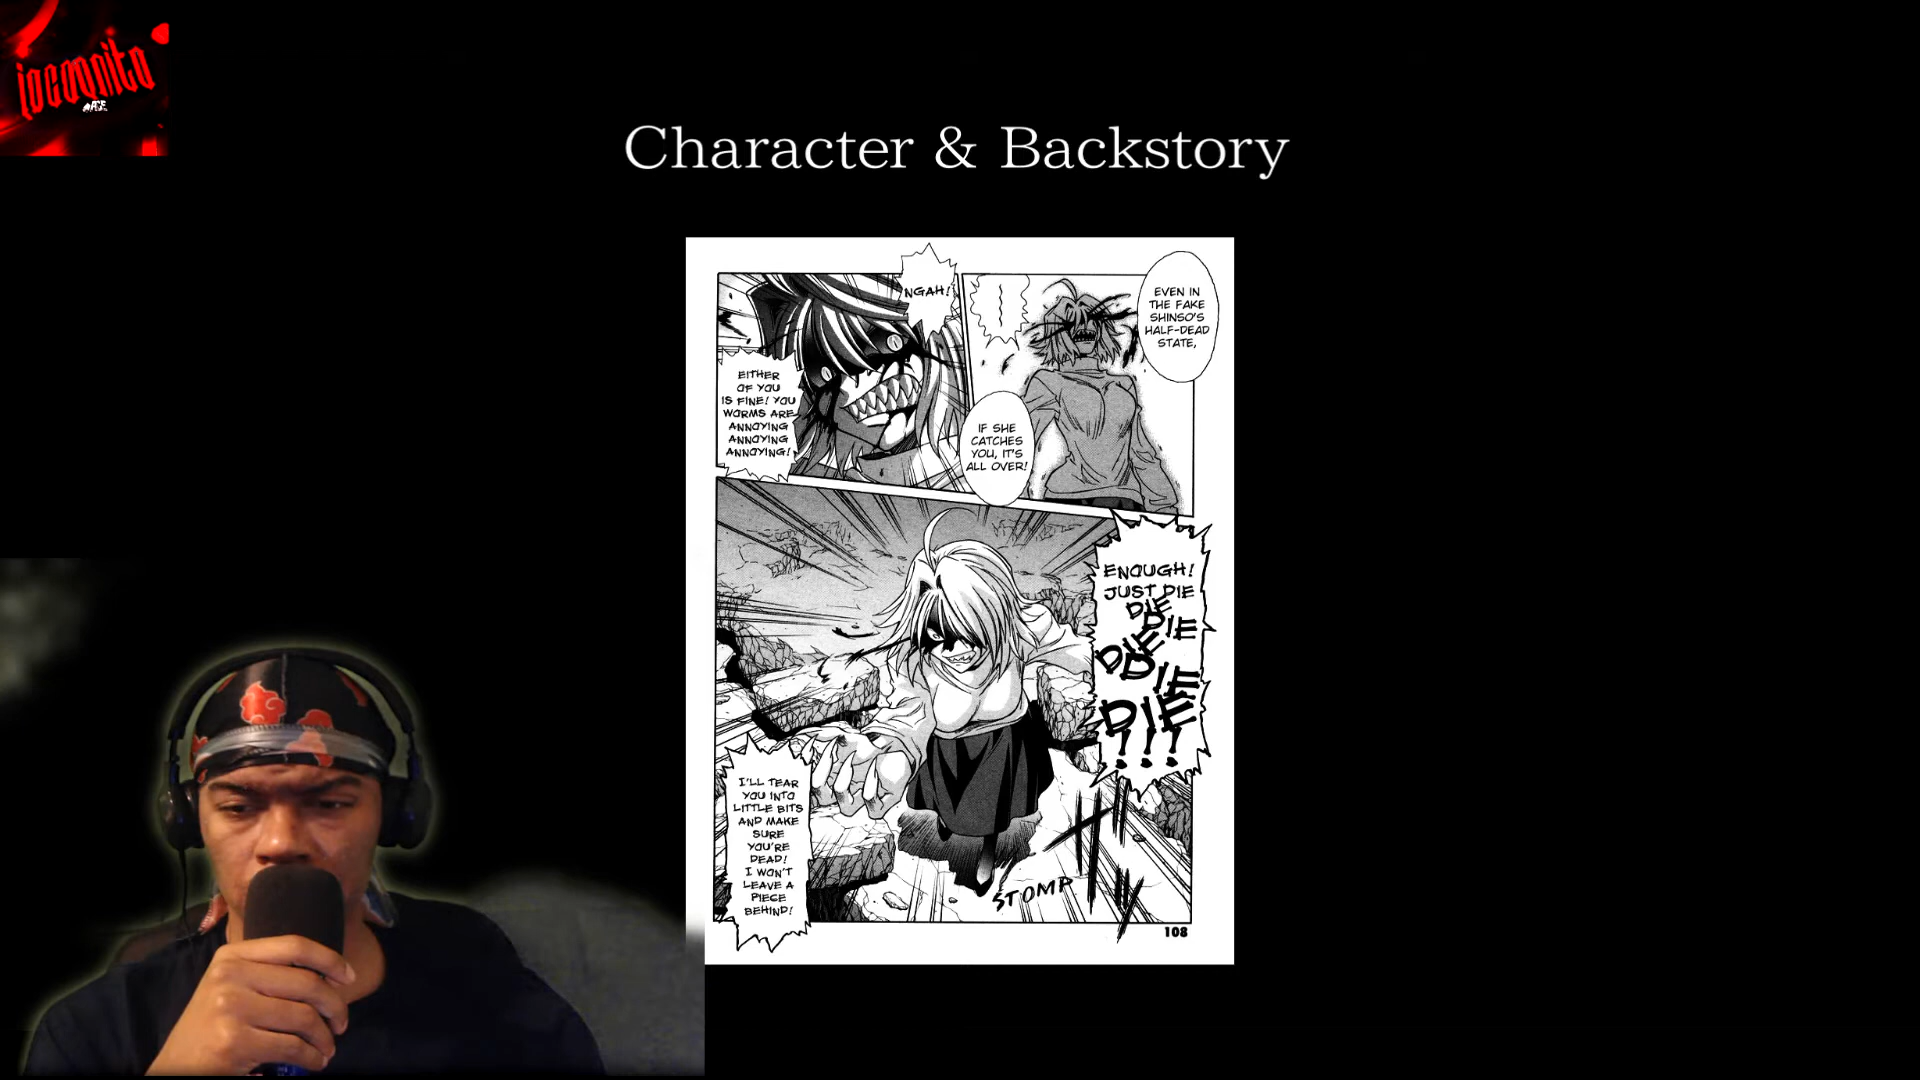 incognito
Character & Backstory
EVEN IN
THE FAKE
SHINSO'S
HALF-DEAD
STATE,
IF SHE
CATCHES
YOU, IT'S
ALL OVER!
NGAH!
EITHER
OF YOU
IS FINE! YOU
WORMS ARE
ANNOYING
ANNOYING
ANNOYING!
ENOUGH!
JUST DIE
DIE
DIE
DIE
DIE
DIE
DIE
!!!
I'LL TEAR
YOU INTO
LITTLE BITS
AND MAKE
SURE
YOU'RE
DEAD!
I WON'T
LEAVE A
PIECE
BEHIND!
STOMP
108